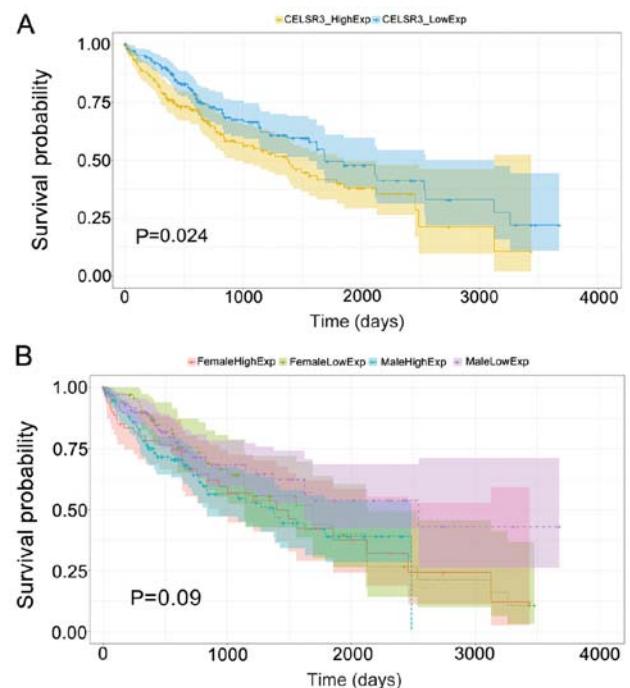 A
CELSR3_HighExp CELSR3_LowExp
1.00
0.75
0.50
0.25
0.00
Survival probability
P=0.024
0 1000 2000 3000 4000
Time (days)
B
FemaleHighExp FemaleLowExp MaleHighExp MaleLowExp
1.00
0.75
0.50
0.25
0.00
Survival probability
P=0.09
0 1000 2000 3000 4000
Time (days)